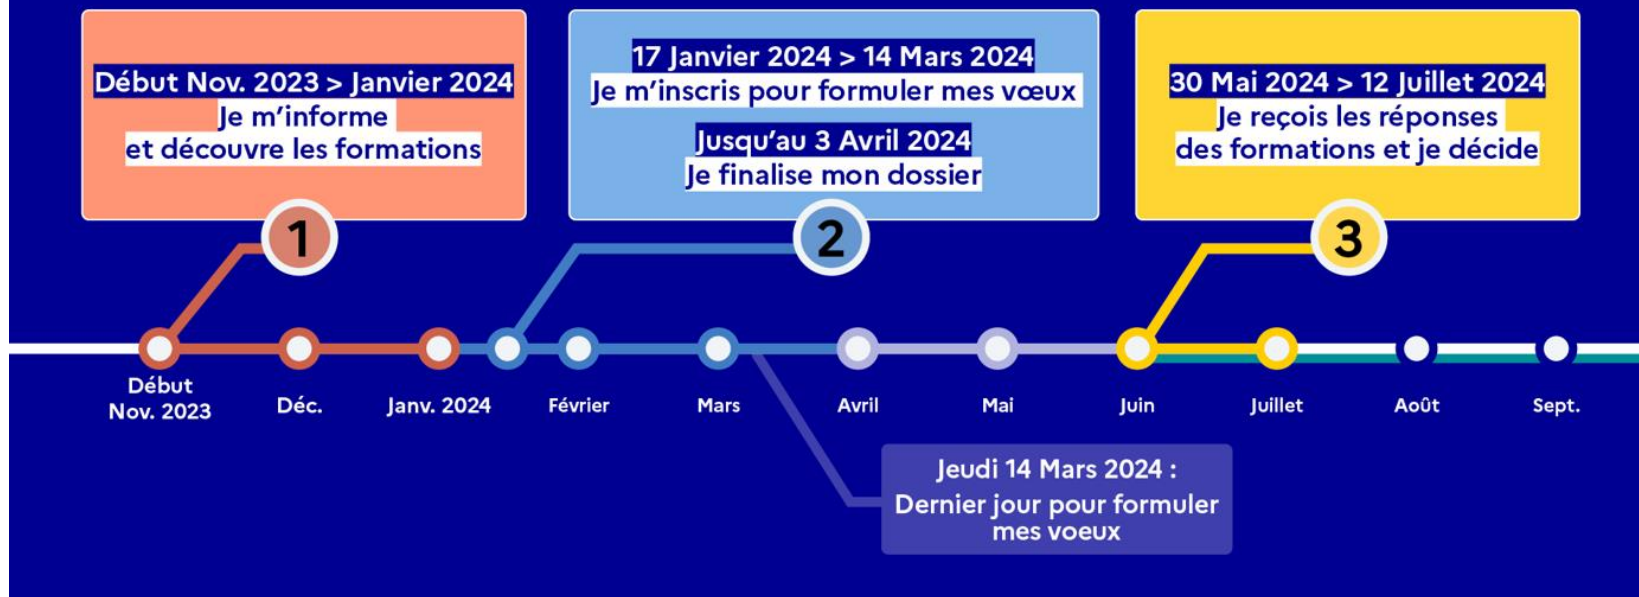 Début Nov. 2023 > Janvier 2024
Je m'informe
et découvre les formations
17 Janvier 2024 > 14 Mars 2024
Je m'inscris pour formuler mes vœux
Jusqu'au 3 Avril 2024
Je finalise mon dossier
30 Mai 2024 > 12 Juillet 2024
Je reçois les réponses
des formations et je décide
1
2
3
Début
Nov. 2023
Déc.
Janv. 2024
Février
Mars
Avril
Mai
Juin
Juillet
Août
Sept.
Jeudi 14 Mars 2024 :
Dernier jour pour formuler
mes voeux